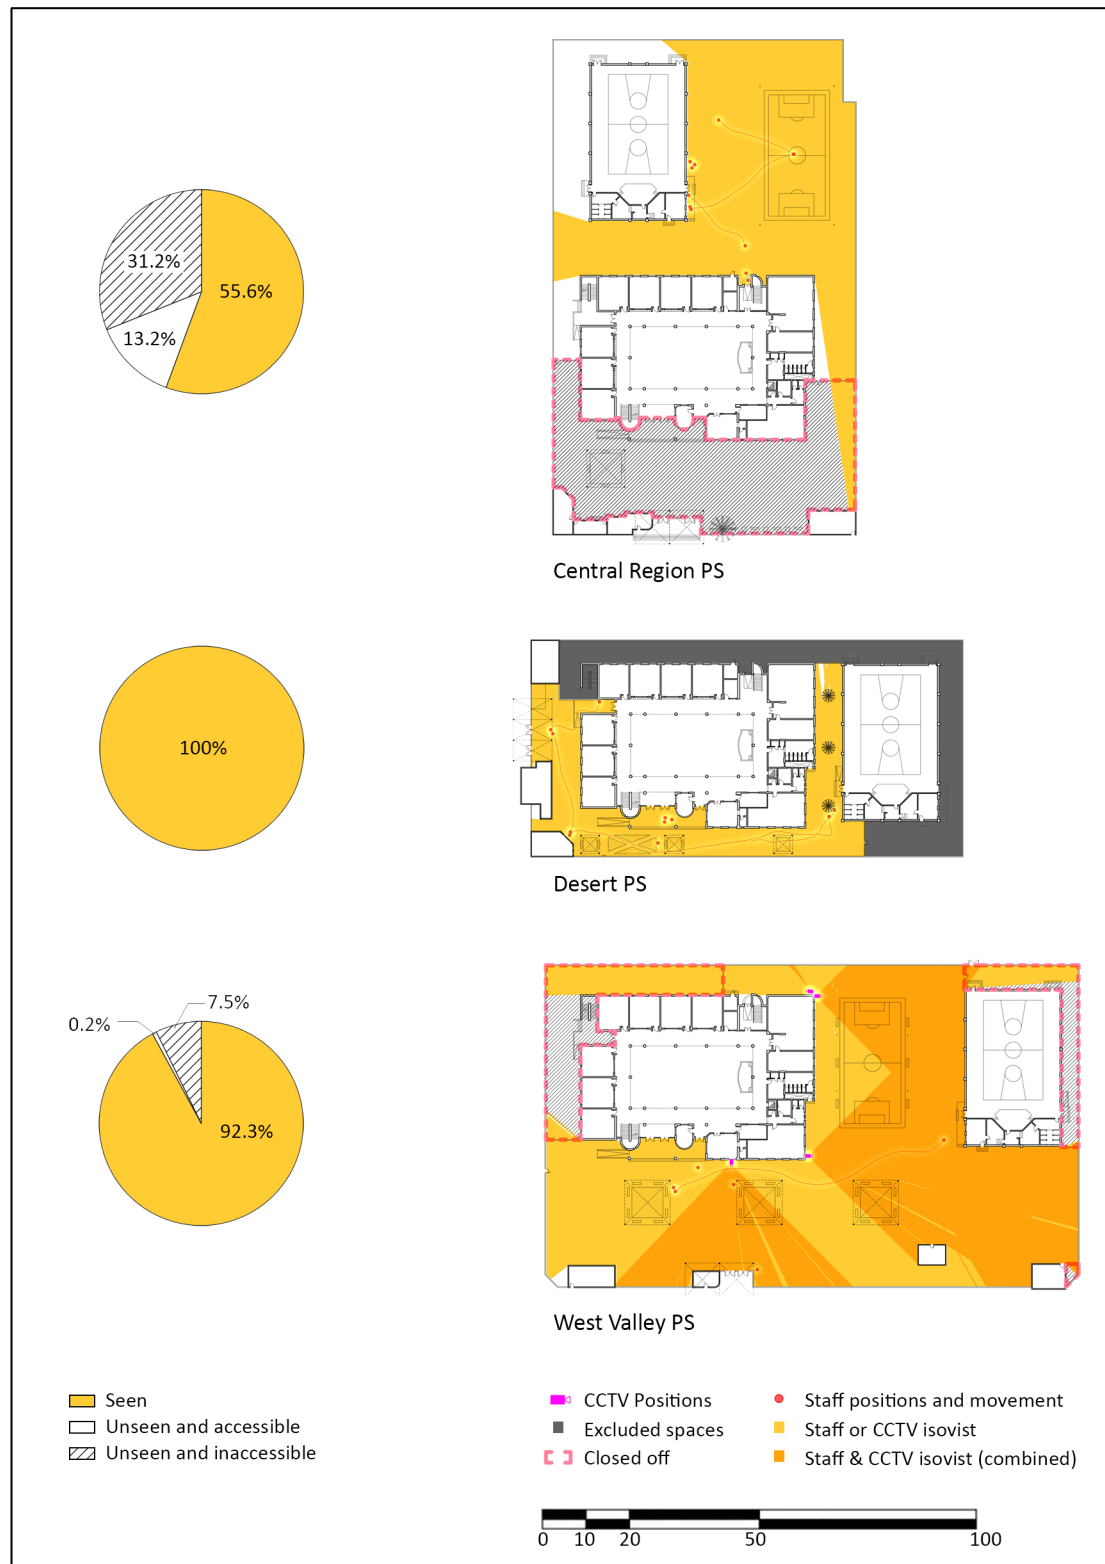 31.2%
55.6%
13.2%
Central Region PS
100%
Desert PS
7.5%
0.2%
92.3%
West Valley PS
Seen
Unseen and accessible
Unseen and inaccessible
CCTV Positions
Excluded spaces
Closed off
Staff positions and movement
Staff or CCTV isovist
Staff & CCTV isovist (combined)
0 10 20 50 100